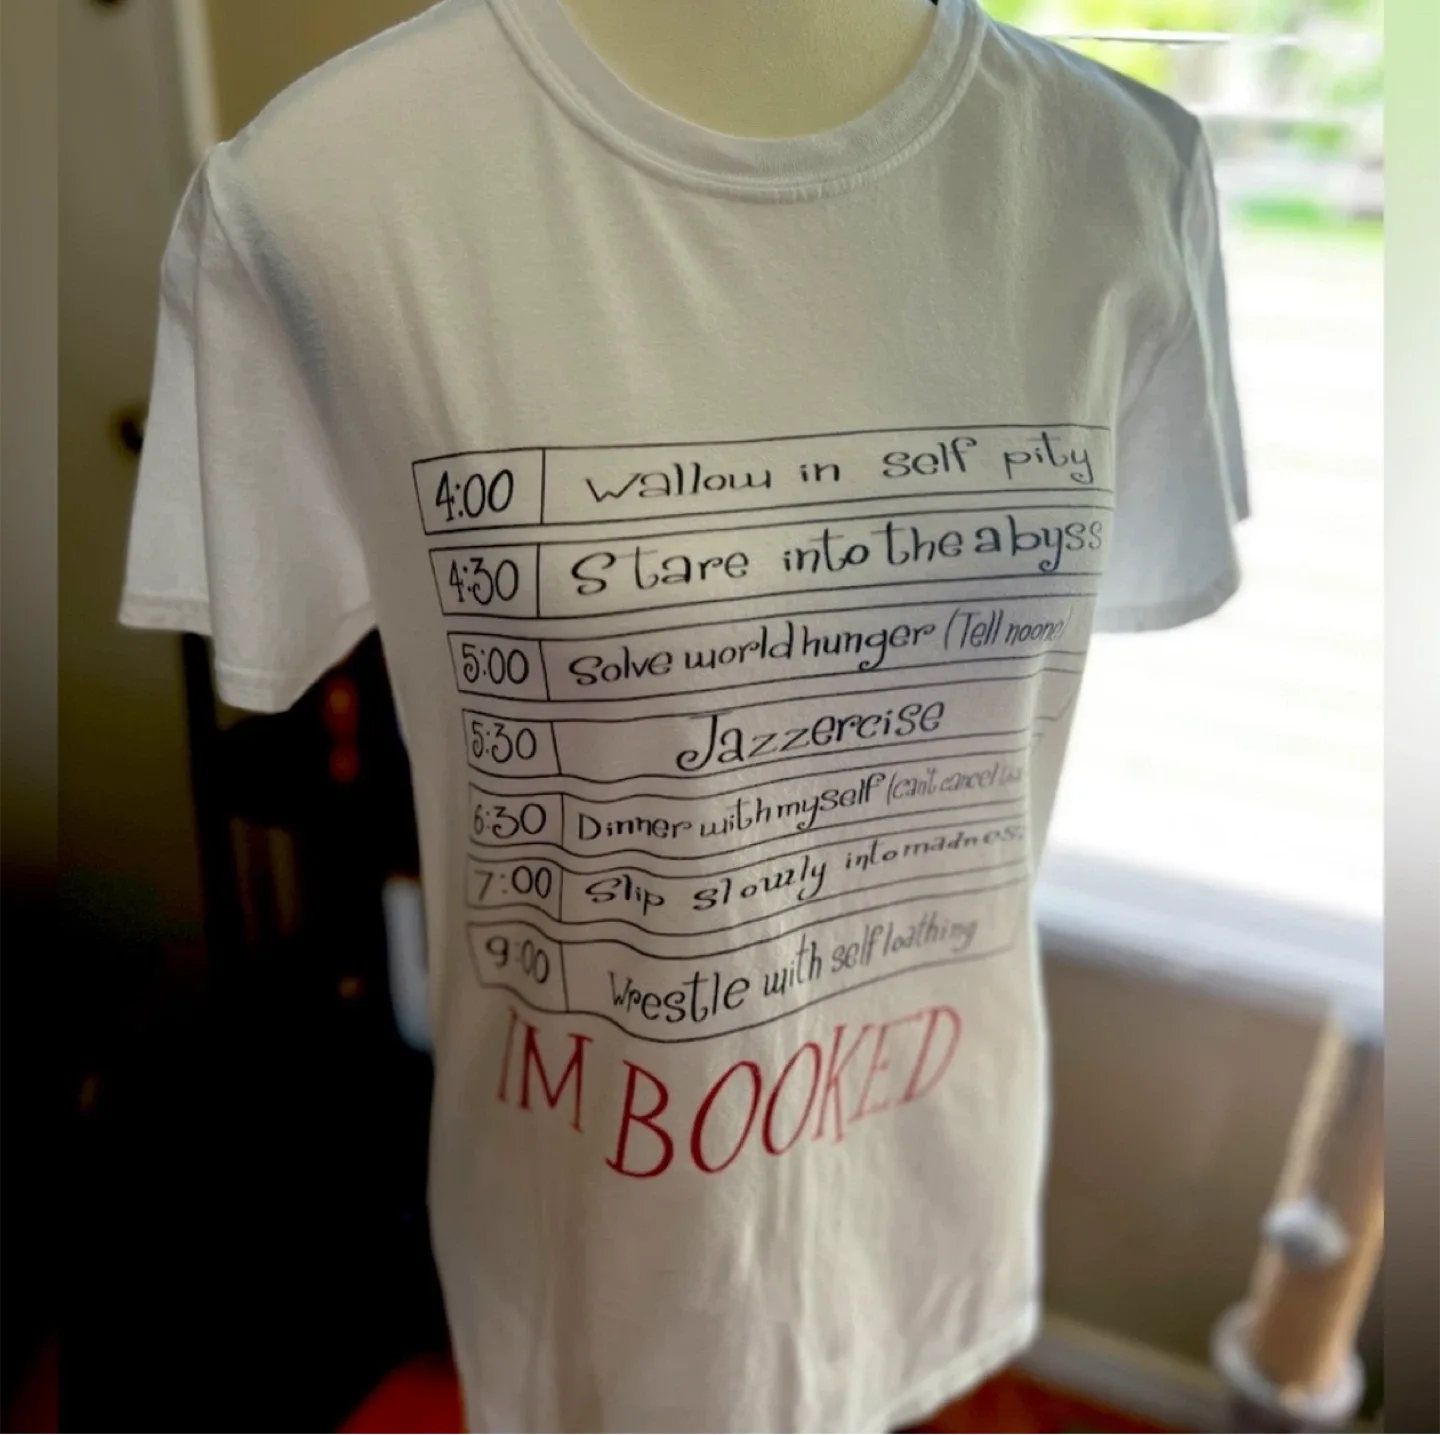 4:00 Wallow in self pity
4:30 Stare into the abyss
5:00 Solve world hunger (Tell noone)
5:30 Jazzercise
6:30 Dinner with myself (can't cancel
7:00 Slip slowly into madness
9:00 Wrestle with self loathing
IM BOOKED